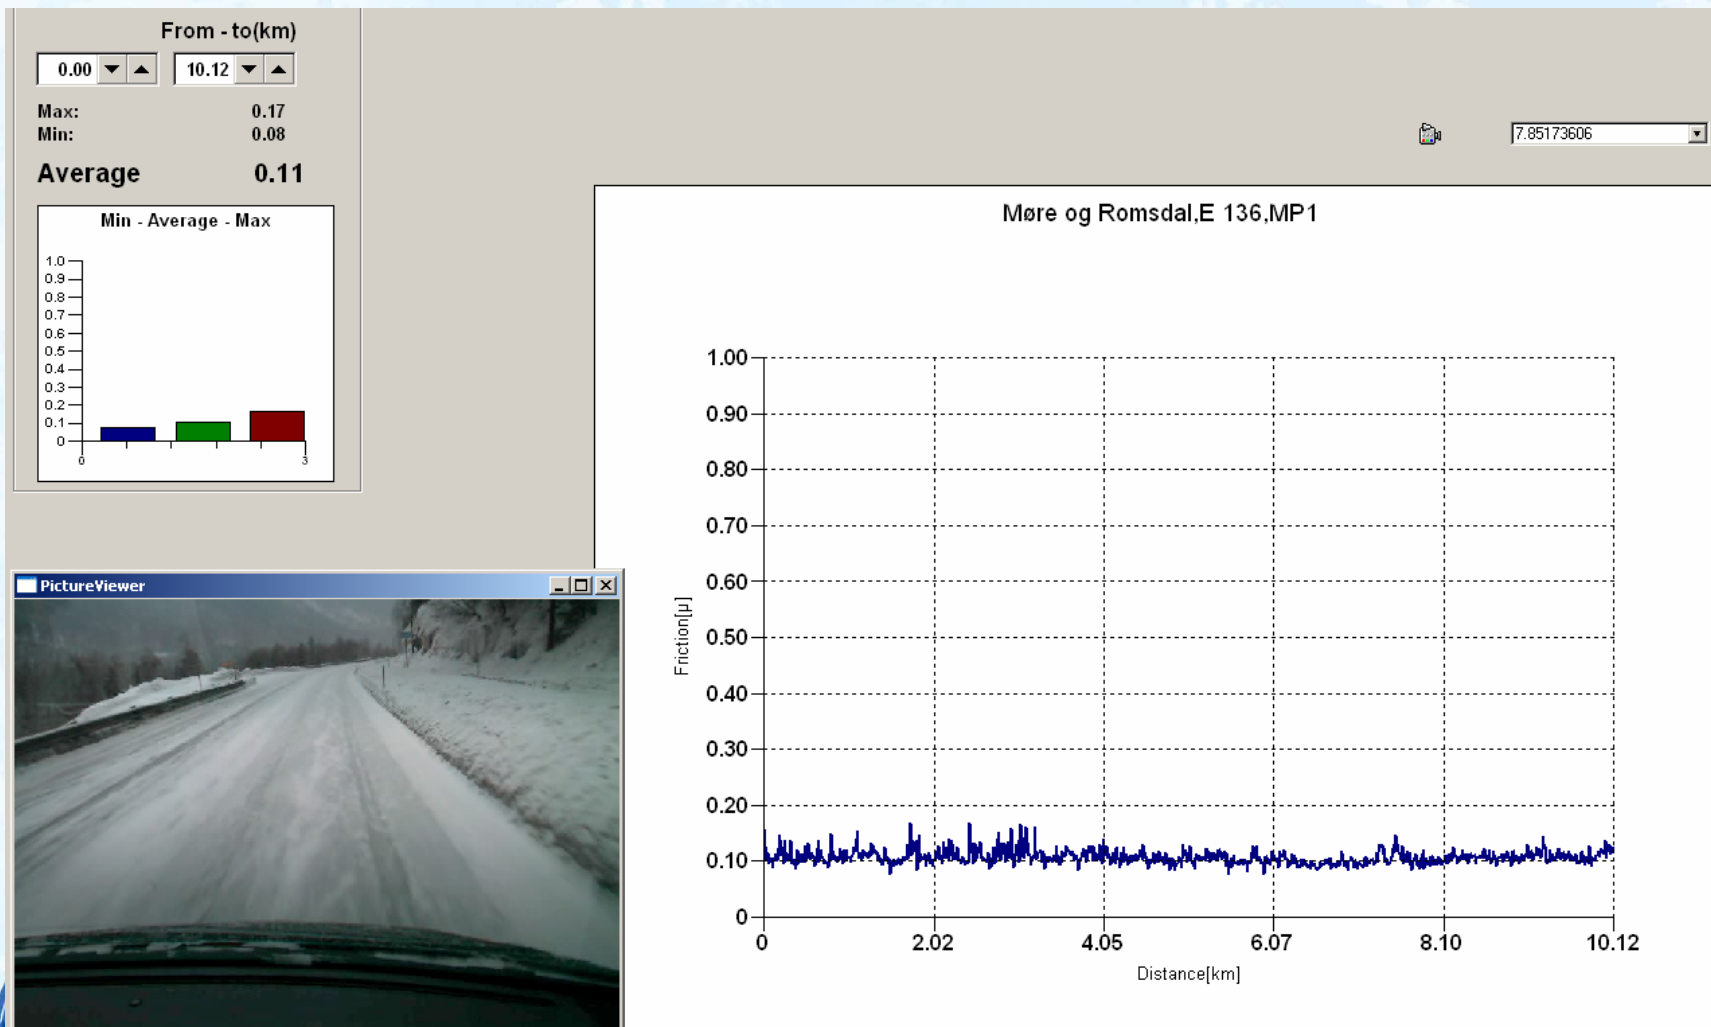 From - to(km)
0.00 10.12
Max: 0.17
Min: 0.08
Average 0.11
Min - Average - Max
1.0
0.9
0.8
0.7
0.6
0.5
0.4
0.3
0.2
0.1
0
0 3
7.85173606
Møre og Romsdal,E 136,MP1
1.00
0.90
0.80
0.70
0.60
0.50
0.40
0.30
0.20
0.10
0
Friction[µ]
0 2.02 4.05 6.07 8.10 10.12
Distance[km]
PictureViewer